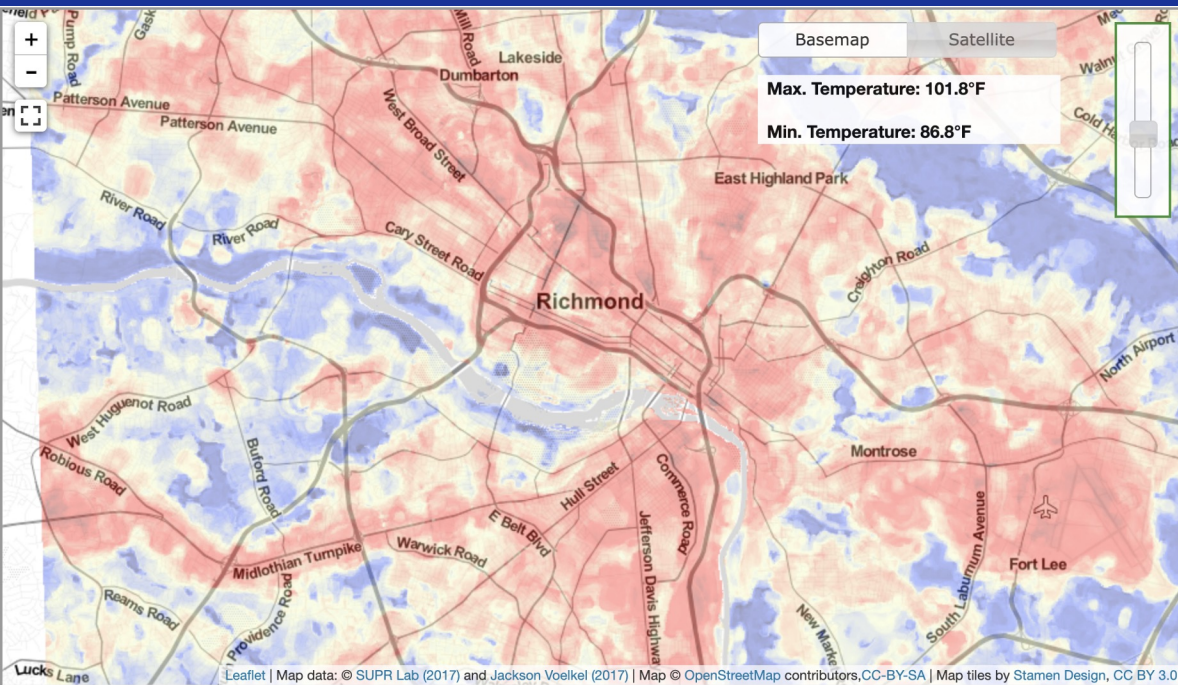 Pump Road
Gask
Mill Road
Lakeside
Dumbarton
+
-
Basemap
Satellite
Max. Temperature: 101.8°F
Min. Temperature: 86.8°F
Patterson Avenue
Patterson Avenue
West Broad Street
East Highland Park
River Road
River Road
Cary Street Road
Creighton Road
Richmond
North Airport
West Huguenot Road
Robious Road
Buford Road
Montrose
Hull Street
Commerce Road
E Belt Blvd
Jefferson Davis Highwa
Warwick Road
Midlothian Turnpike
South Laburnum Avenue
Fort Lee
Reams Road
Providence Road
New Marke
Lucks Lane
Leaflet | Map data: © SUPR Lab (2017) and Jackson Voelkel (2017) | Map © OpenStreetMap contributors,CC-BY-SA | Map tiles by Stamen Design, CC BY 3.0